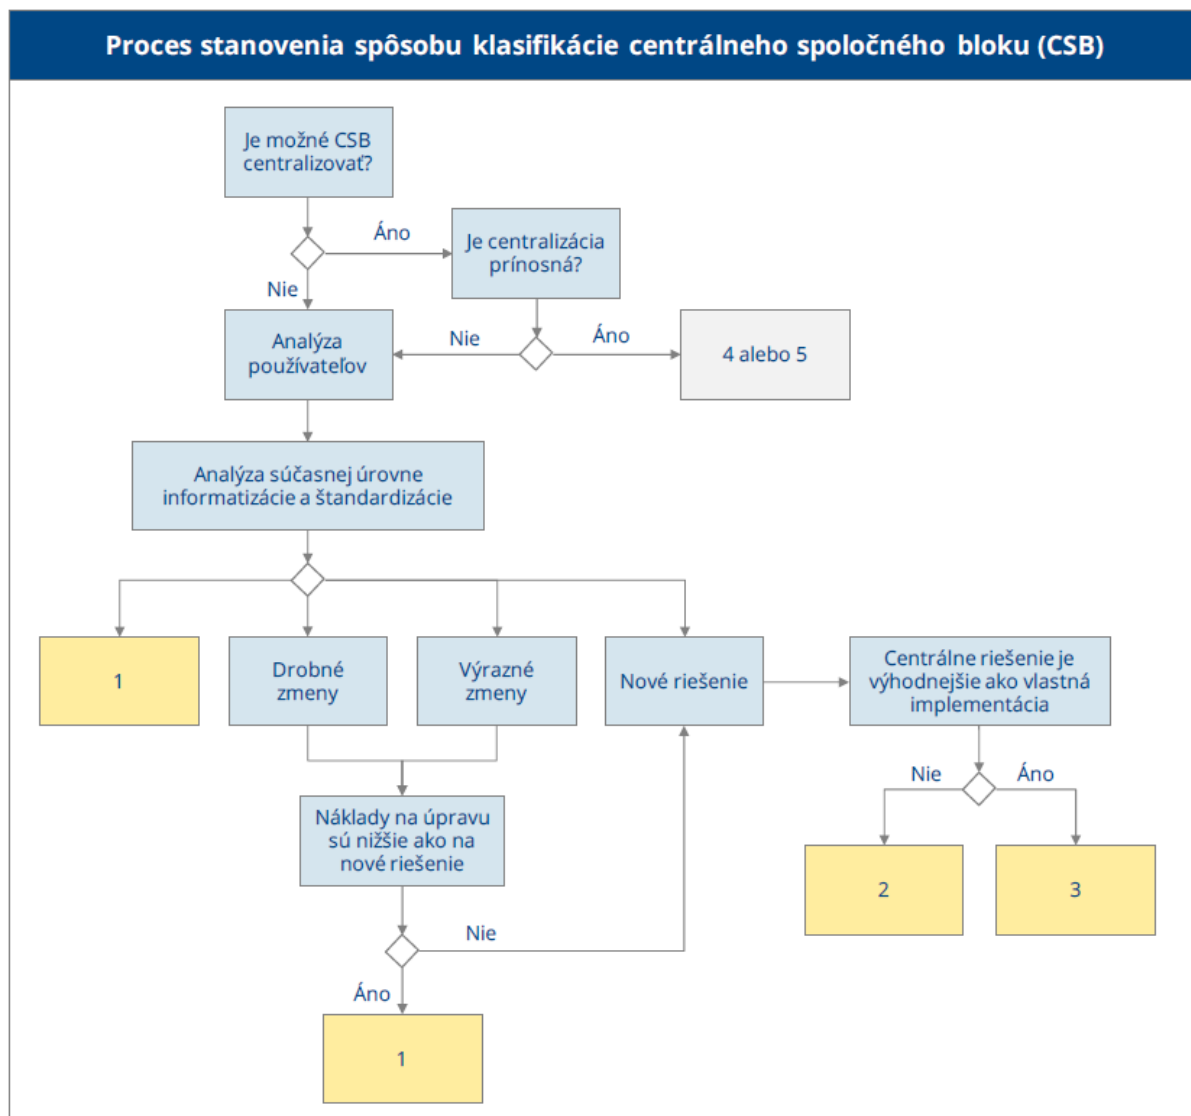 Proces stanovenia spôsobu klasifikácie centrálneho spoločného bloku (CSB)
Je možné CSB
centralizovať?
Áno
Je centralizácia
prínosná?
Nie
Analýza
používateľov
Nie
Áno
4 alebo 5
Analýza súčasnej úrovne
informatizácie a štandardizácie
1
Drobné
zmeny
Výrazné
zmeny
Nové riešenie
Centrálne riešenie je
výhodnejšie ako vlastná
implementácia
Nie
Áno
Náklady na úpravu
sú nižšie ako na
nové riešenie
2
3
Nie
Áno
1